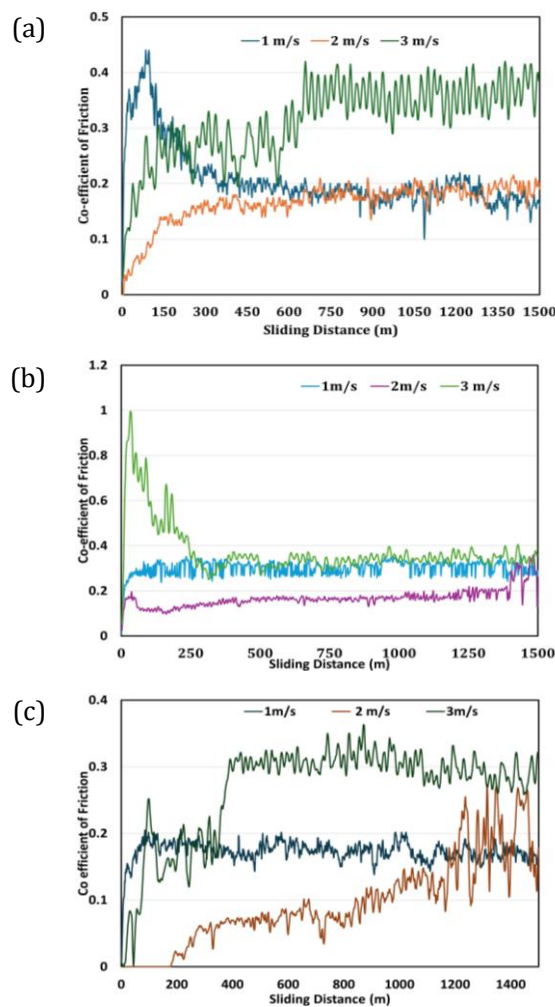 (a)
1 m/s 2 m/s 3 m/s
Co-efficient of Friction
0.5
0.4
0.3
0.2
0.1
0
0 150 300 450 600 750 900 1050 1200 1350 1500
Sliding Distance (m)
(b)
1m/s 2m/s 3 m/s
Co-efficient of Friction
1.2
1
0.8
0.6
0.4
0.2
0
0 250 500 750 1000 1250 1500
Sliding Distance (m)
(c)
1m/s 2 m/s 3m/s
Co efficient of Friction
0.4
0.3
0.2
0.1
0
0 200 400 600 800 1000 1200 1400
Sliding Distance (m)